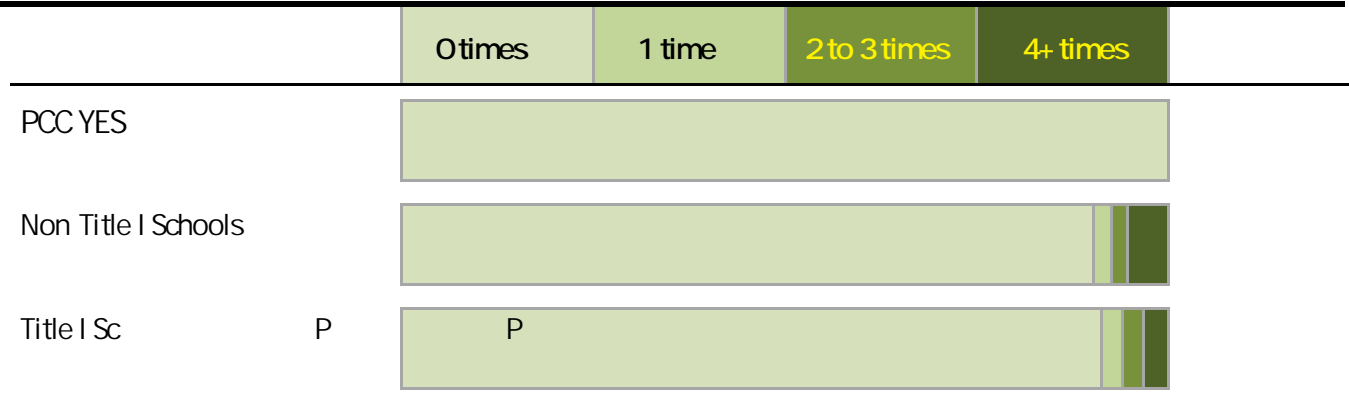 0 times 1 time 2 to 3 times 4+ times
PCC YES
Non Title I Schools
Title I Sc P P